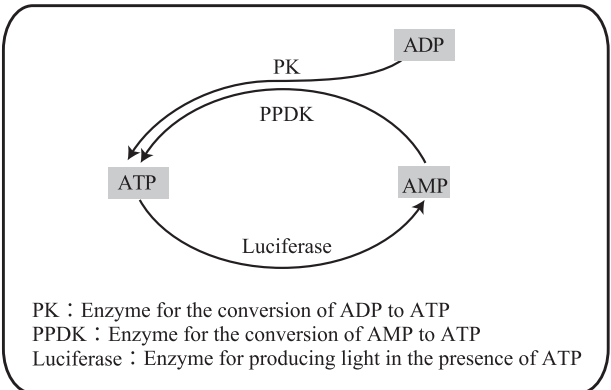 ADP
PK
PPDK
ATP
AMP
Luciferase
PK：Enzyme for the conversion of ADP to ATP
PPDK：Enzyme for the conversion of AMP to ATP
Luciferase：Enzyme for producing light in the presence of ATP